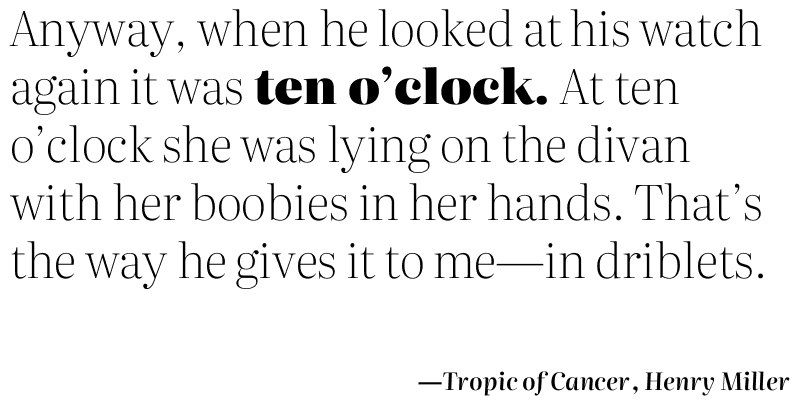 Anyway, when he looked at his watch
again it was ten o’clock. At ten
o’clock she was lying on the divan
with her boobies in her hands. That’s
the way he gives it to me—in driblets.
—Tropic of Cancer, Henry Miller